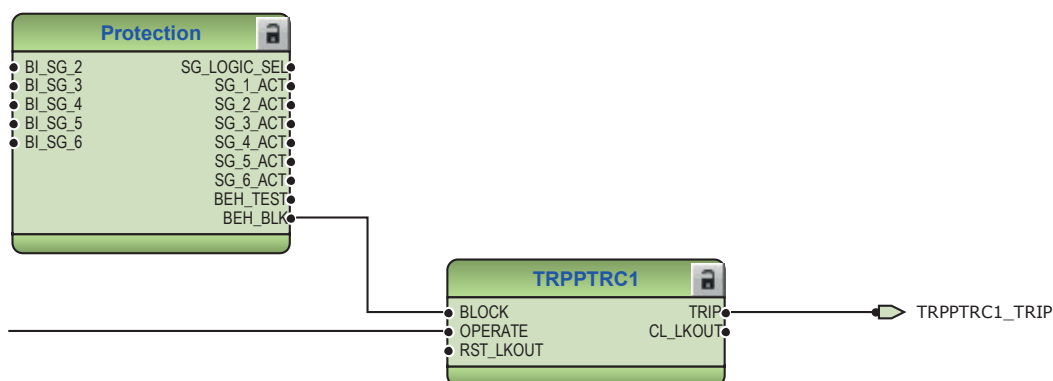 Protection
BI_SG_2 SG_LOGIC_SEL
BI_SG_3 SG_1_ACT
BI_SG_4 SG_2_ACT
BI_SG_5 SG_3_ACT
BI_SG_6 SG_4_ACT
SG_5_ACT
SG_6_ACT
BEH_TEST
BEH_BLK
TRPPTRC1
BLOCK TRIP TRPPTRC1_TRIP
OPERATE CL_LKOUT
RST_LKOUT